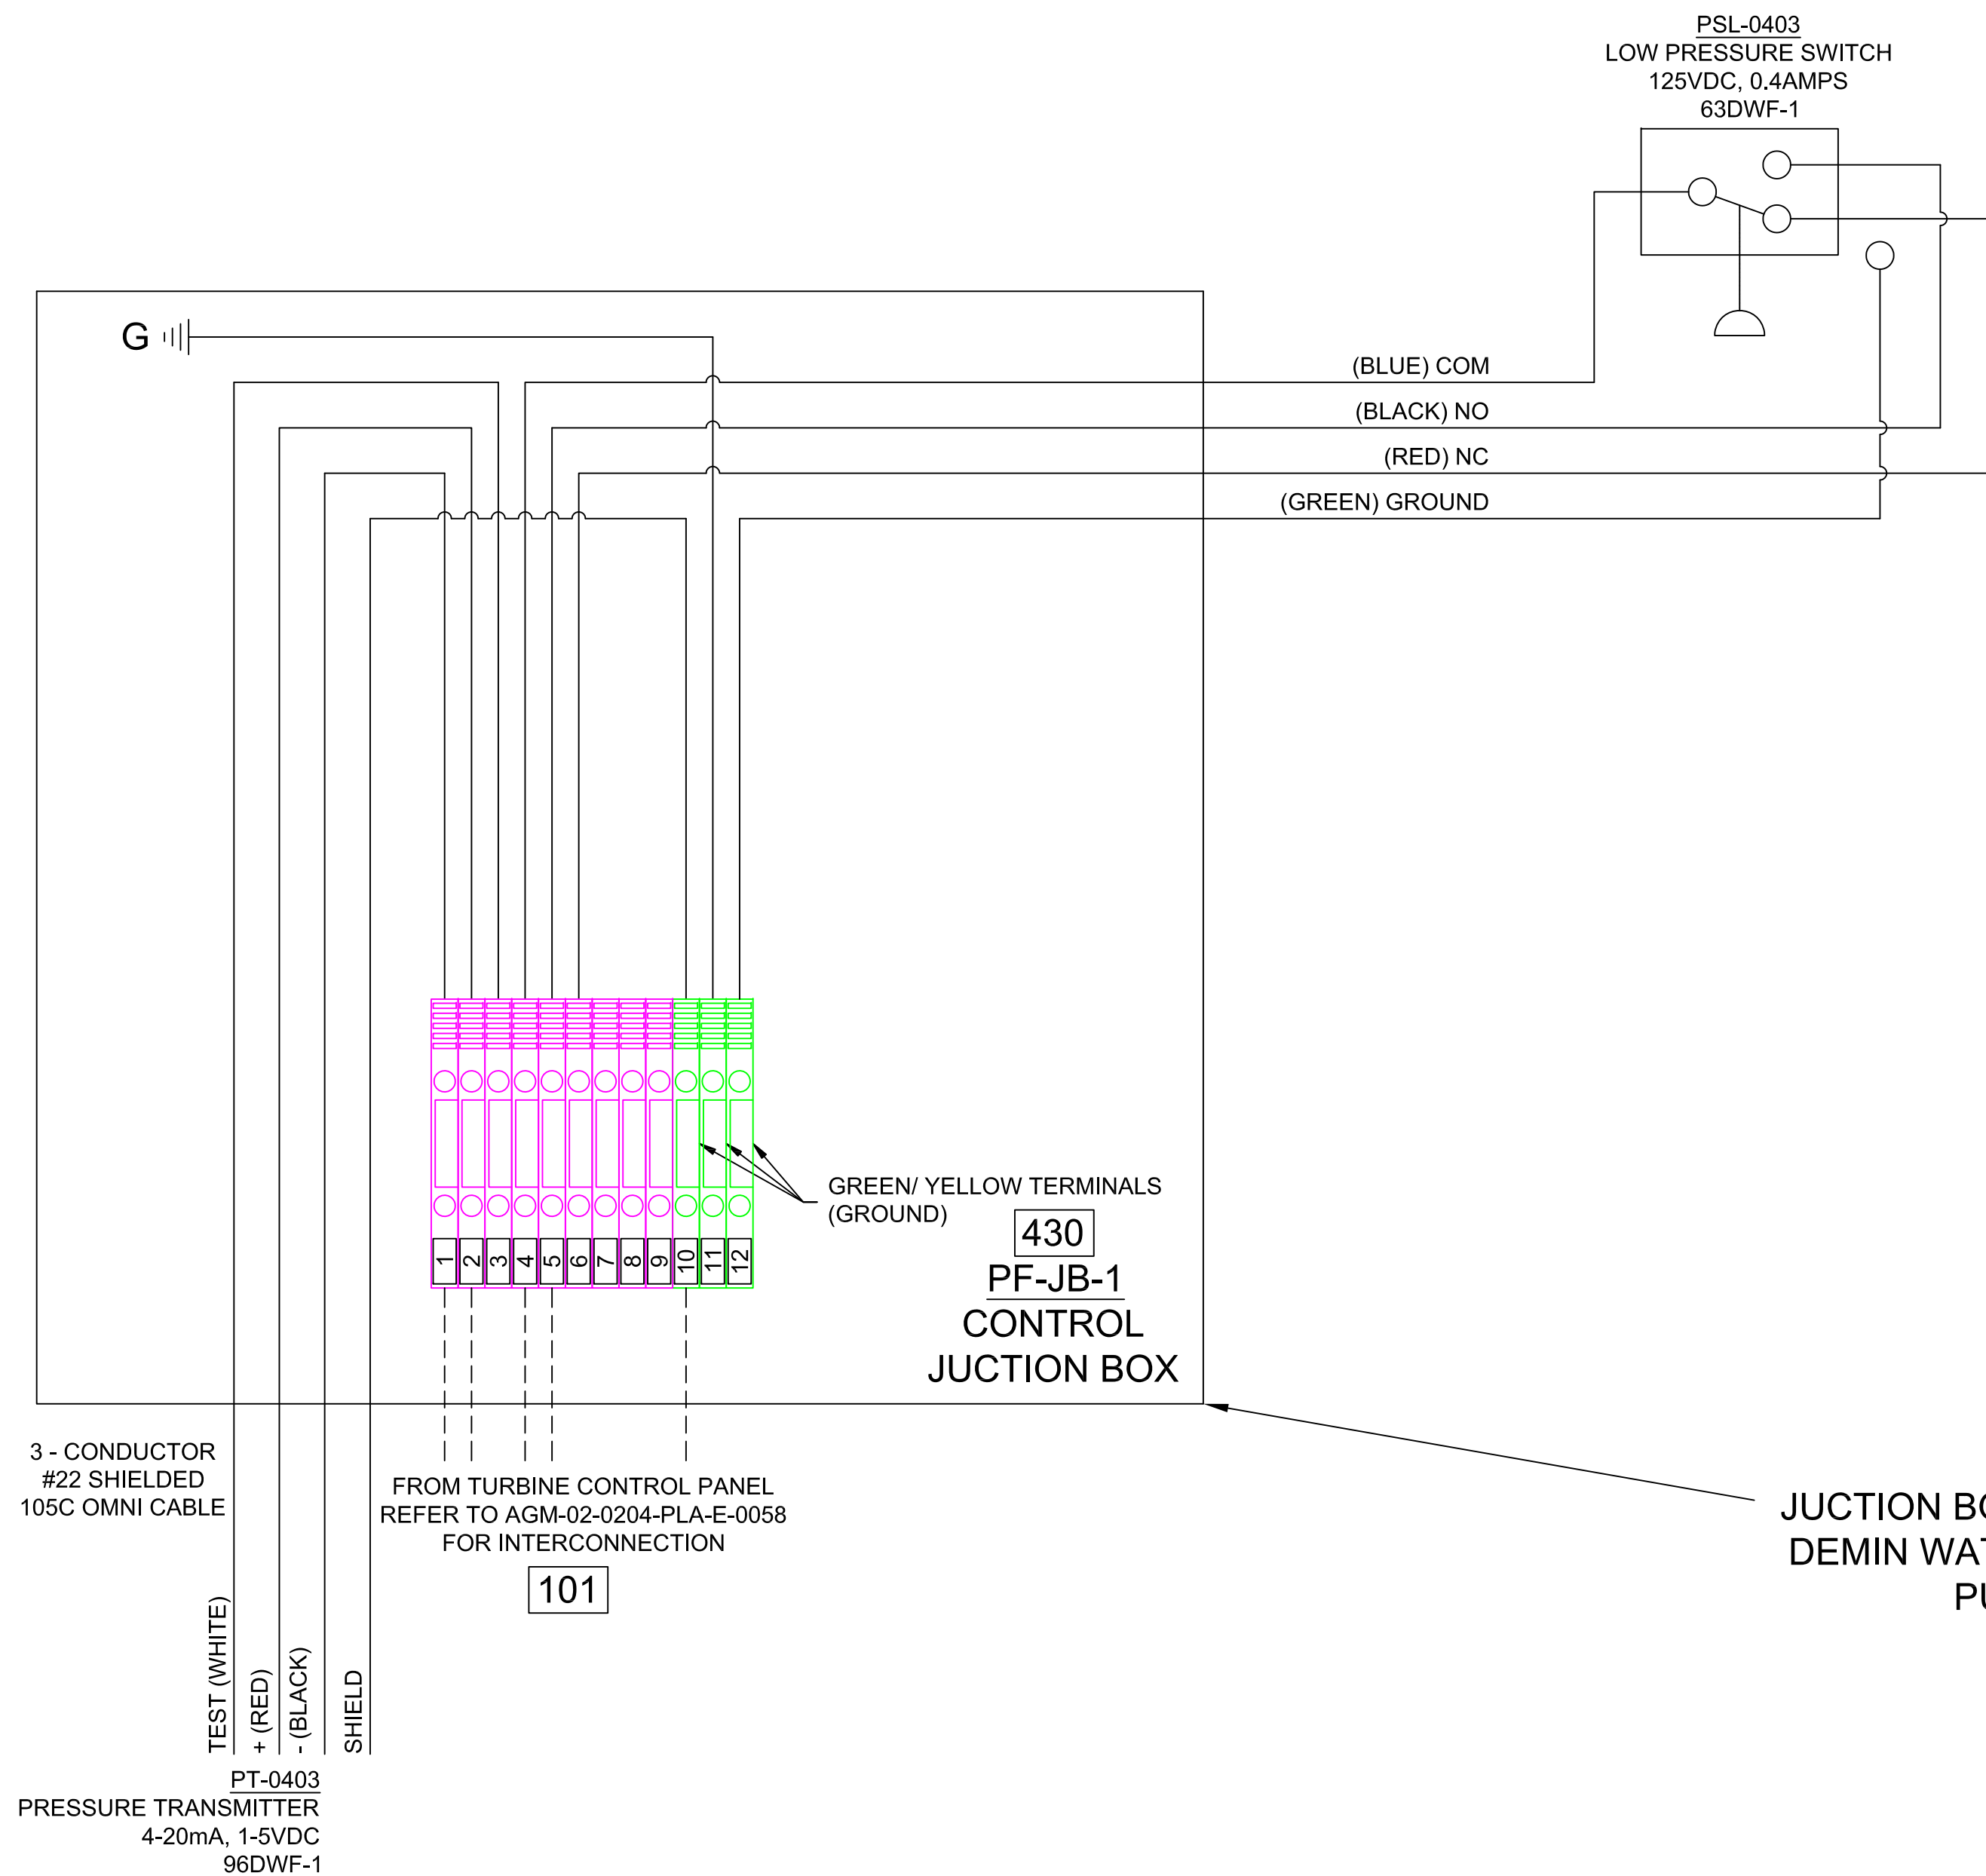 PSL-0403
LOW PRESSURE SWITCH
125VDC, 0.4AMPS
63DWF-1
G
(BLUE) COM
(BLACK) NO
(RED) NC
(GREEN) GROUND
GREEN/ YELLOW TERMINALS
(GROUND)
430
PF-JB-1
CONTROL
JUCTION BOX
1 2 3 4 5 6 7 8 9 10 11 12
3 - CONDUCTOR
#22 SHIELDED
105C OMNI CABLE
FROM TURBINE CONTROL PANEL
REFER TO AGM-02-0204-PLA-E-0058
FOR INTERCONNECTION
101
JUCTION
DEMIN
TEST (WHITE)
+ (RED)
- (BLACK)
SHIELD
PT-0403
PRESSURE TRANSMITTER
4-20mA, 1-5VDC
96DWF-1